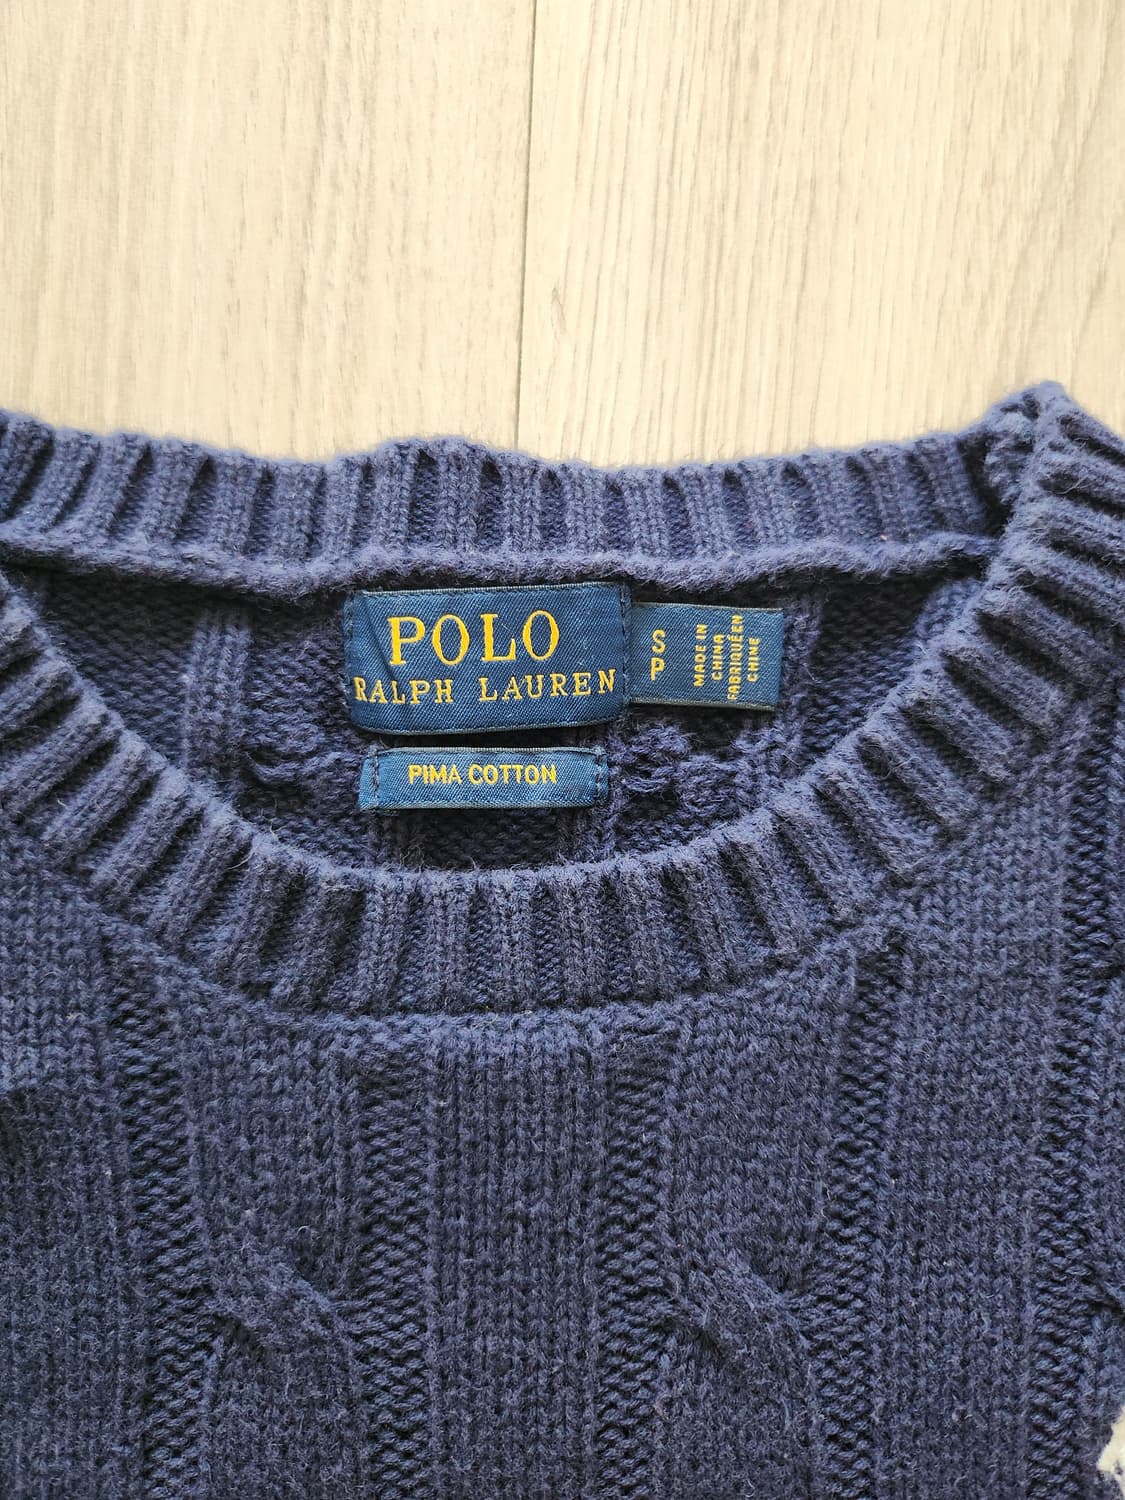 POLO
RALPH LAUREN
S
P
MADE IN
CHINA
FABRIQUÉ EN
CHINE
PIMA COTTON